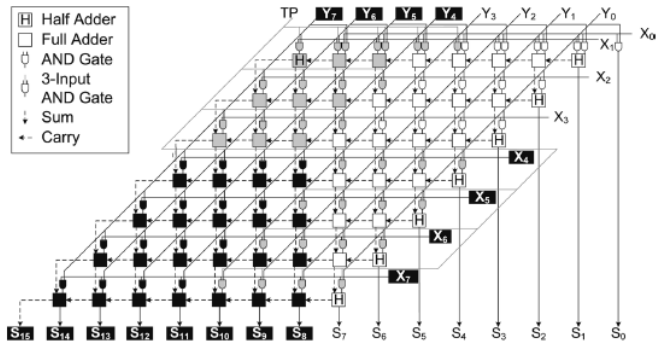 TP Y7 Y6 Y5 Y4 Y3 Y2 Y1 Y0
H Half Adder
Full Adder
AND Gate
3-Input
AND Gate
Sum
Carry
X0
X1
X2
X3
X4
X5
X6
X7
H
H
H
H
H
H
H
H
S15 S14 S13 S12 S11 S10 S9 S8 S7 S6 S5 S4 S3 S2 S1 S0